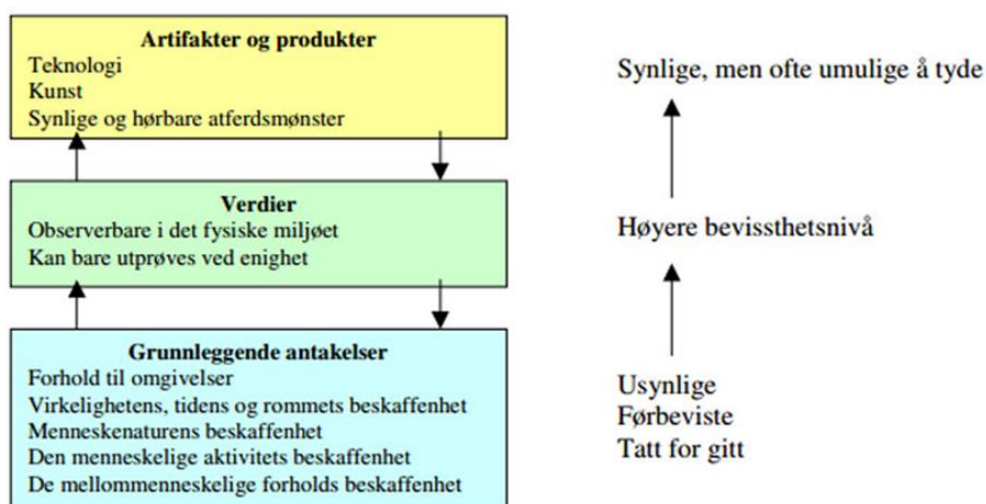 Artifakter og produkter
Teknologi
Kunst
Synlige og hørbare atferdsmønster
Synlige, men ofte umulige å tyde
Verdier
Observerbare i det fysiske miljøet
Kan bare utprøves ved enighet
Høyere bevissthetsnivå
Grunnleggende antakelser
Forhold til omgivelser
Virkelighetens, tidens og rommets beskaffenhet
Menneskenaturens beskaffenhet
Den menneskelige aktivitets beskaffenhet
De mellommenneskelige forholds beskaffenhet
Usynlige
Førbeviste
Tatt for gitt